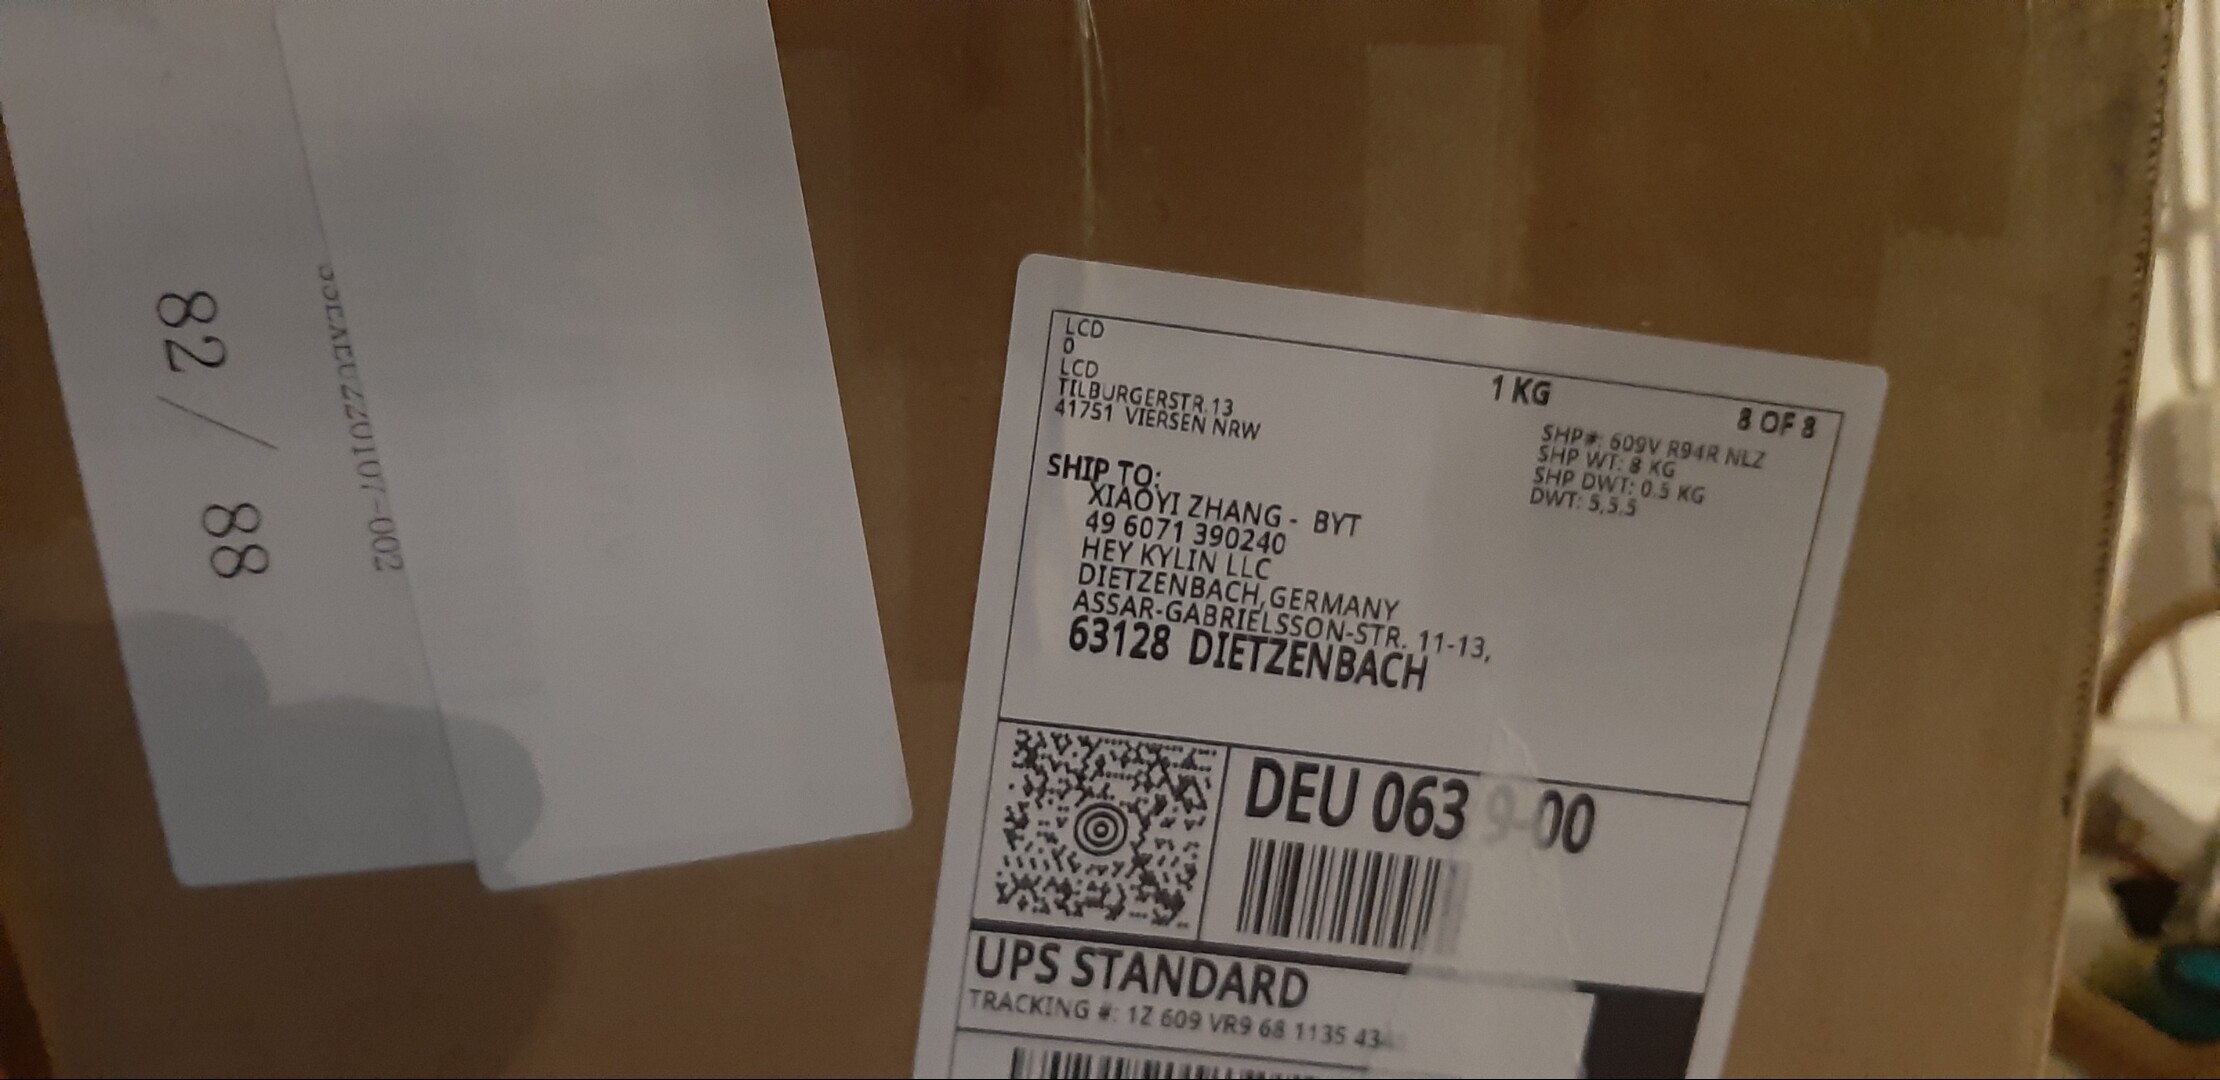 82 / 88
LCD
0
LCD
TILBURGERSTR.13
41751 VIERSEN NRW
1 KG
8 OF 8
SHP#: 609V R94R NLZ
SHP WT: 8 KG
SHP DWT: 0.5 KG
DWT: 5,5,5
SHIP TO:
XIAOYI ZHANG - BYT
49 6071 390240
HEY KYLIN LLC
DIETZENBACH,GERMANY
ASSAR-GABRIELSSON-STR. 11-13,
63128 DIETZENBACH
DEU 063 9-00
UPS STANDARD
TRACKING #: 1Z 609 VR9 68 1135 43